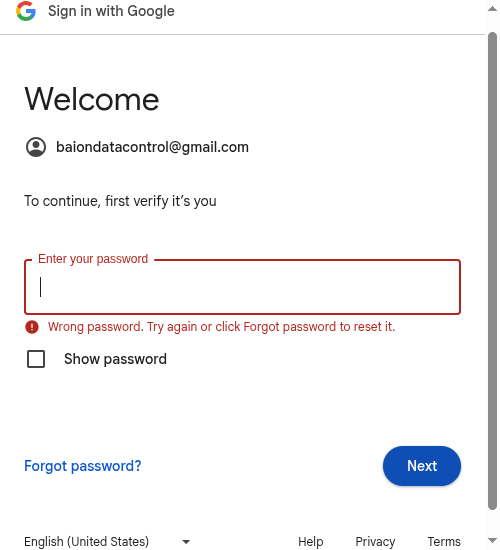 Sign in with Google
Welcome
baiondatacontrol@gmail.com
To continue, first verify it’s you
Enter your password
Wrong password. Try again or click Forgot password to reset it.
Show password
Forgot password?
Next
English (United States)
Help
Privacy
Terms